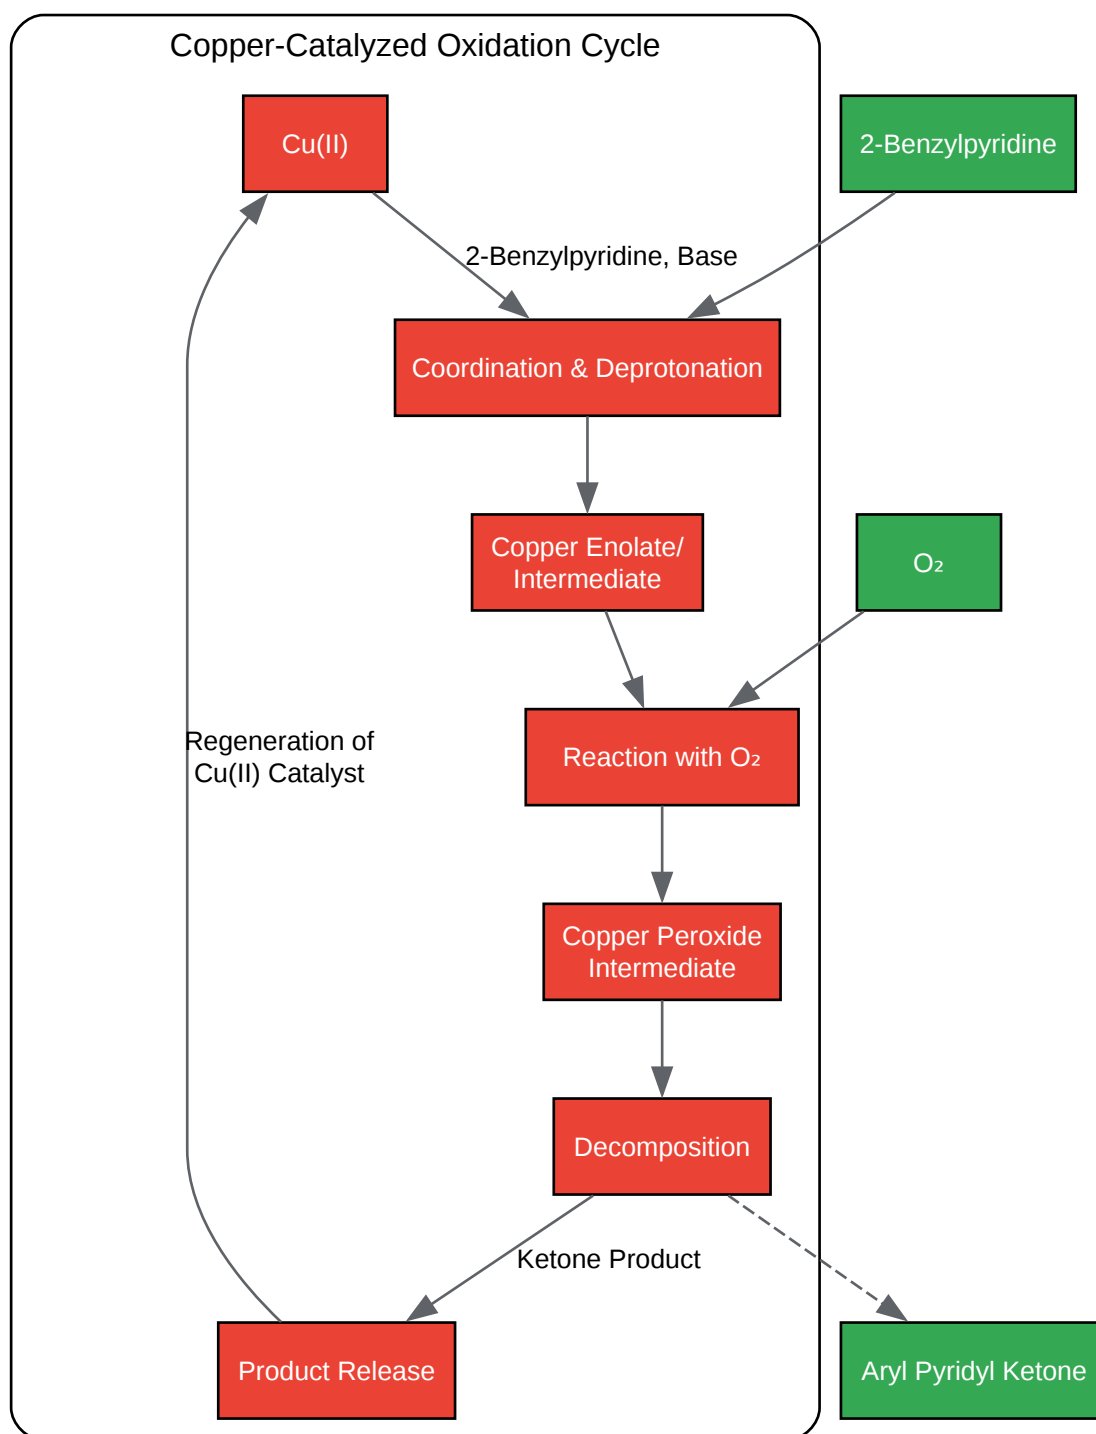 Copper-Catalyzed Oxidation Cycle
Cu(II)
2-Benzylpyridine
2-Benzylpyridine, Base
Coordination & Deprotonation
Copper Enolate/
Intermediate
O₂
Reaction with O₂
Regeneration of
Cu(II) Catalyst
Copper Peroxide
Intermediate
Decomposition
Ketone Product
Product Release
Aryl Pyridyl Ketone